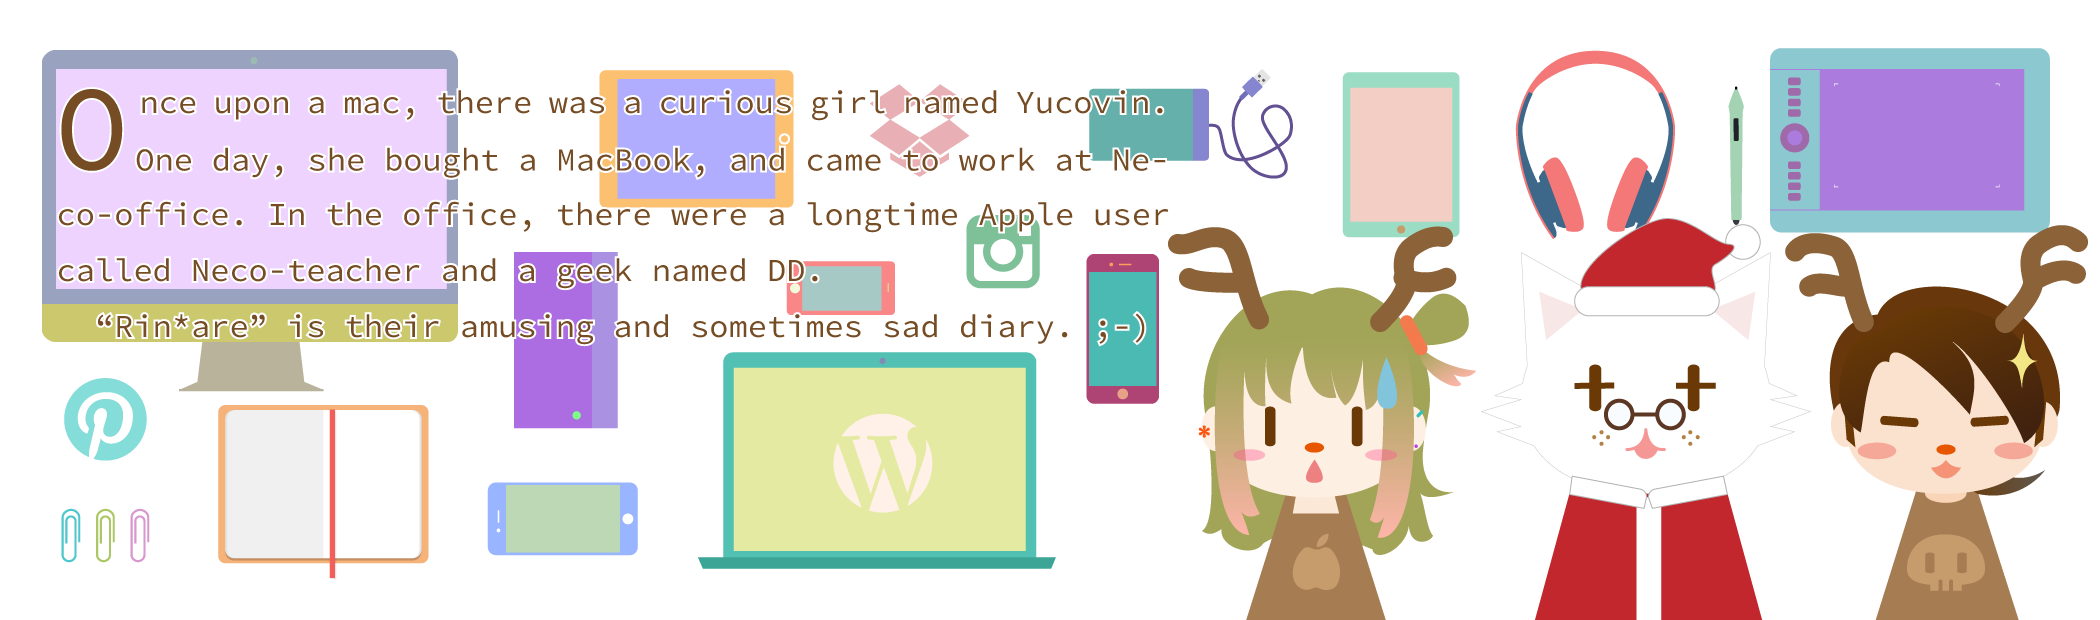 Once upon a mac, there was a curious girl named Yucovin.
One day, she bought a MacBook, and came to work at Ne-
co-office. In the office, there were a longtime Apple user
called Neco-teacher and a geek named DD.
“Rin*are” is their amusing and sometimes sad diary. ;-)